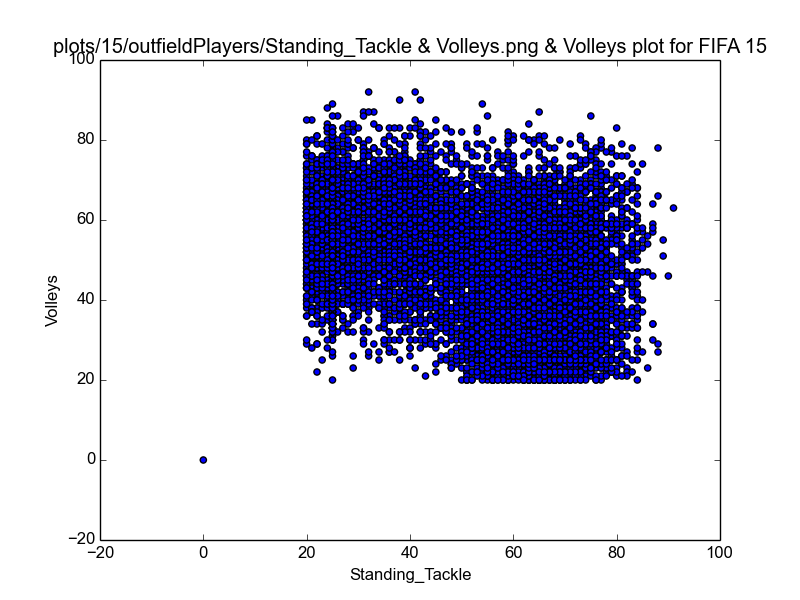 plots/15/outfieldPlayers/Standing_Tackle & Volleys.png & Volleys plot for FIFA 15
100
80
60
40
20
0
−20
Volleys
−20 0 20 40 60 80 100
Standing_Tackle